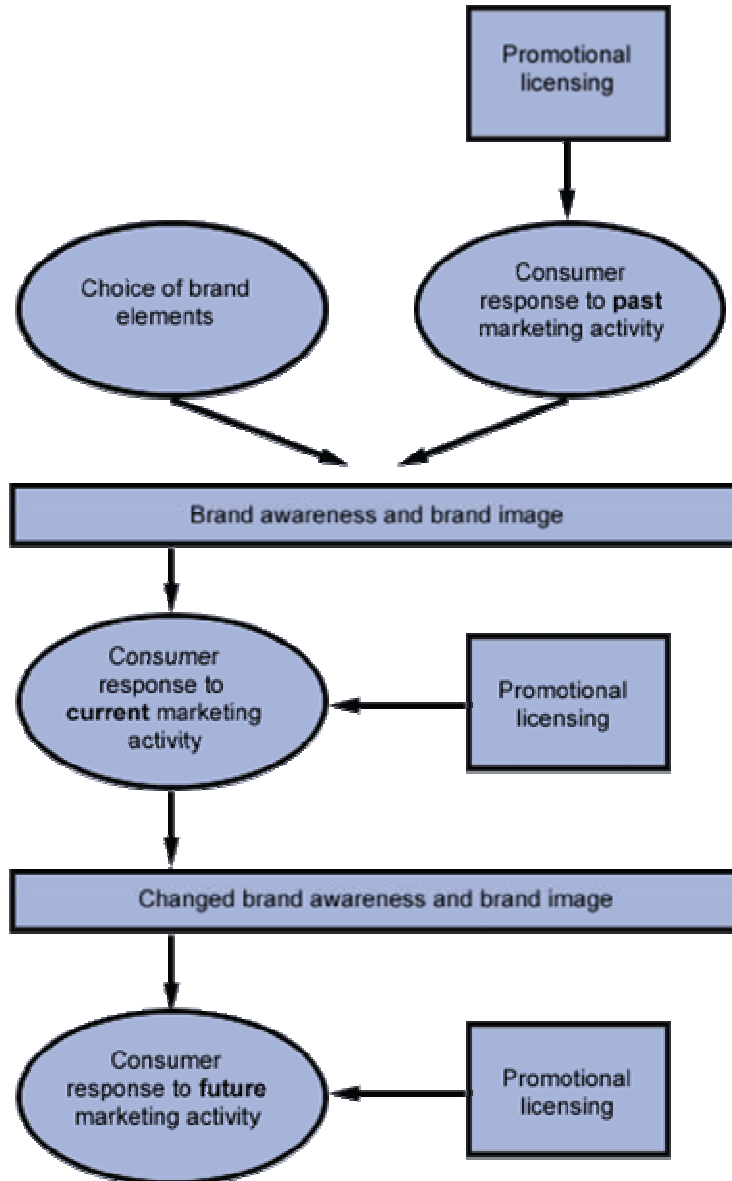 Promotional
licensing
Choice of brand
elements
Consumer
response to past
marketing activity
Brand awareness and brand image
Consumer
response to
current marketing
activity
Promotional
licensing
Changed brand awareness and brand image
Consumer
response to future
marketing activity
Promotional
licensing